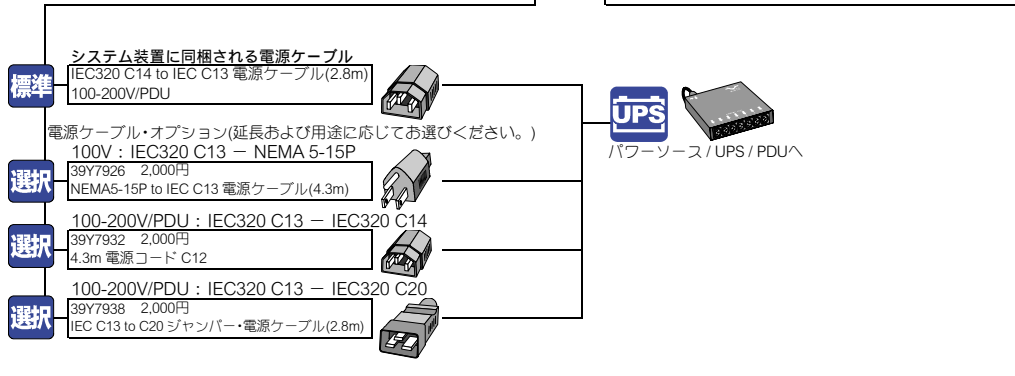 システム装置に同梱される電源ケーブル
標準
IEC320 C14 to IEC C13 電源ケーブル(2.8m)
100-200V/PDU
電源ケーブル・オプション(延長および用途に応じてお選びください。)
100V：IEC320 C13 － NEMA 5-15P
選択
39Y7926 2,000円
NEMA5-15P to IEC C13 電源ケーブル(4.3m)
100-200V/PDU：IEC320 C13 － IEC320 C14
選択
39Y7932 2,000円
4.3m 電源コード C12
100-200V/PDU：IEC320 C13 － IEC320 C20
選択
39Y7938 2,000円
IEC C13 to C20 ジャンパー・電源ケーブル(2.8m)
UPS
パワーソース / UPS / PDUへ